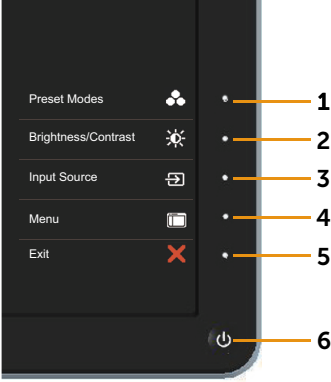 Preset Modes 1
Brightness/Contrast 2
Input Source 3
Menu 4
Exit 5
6